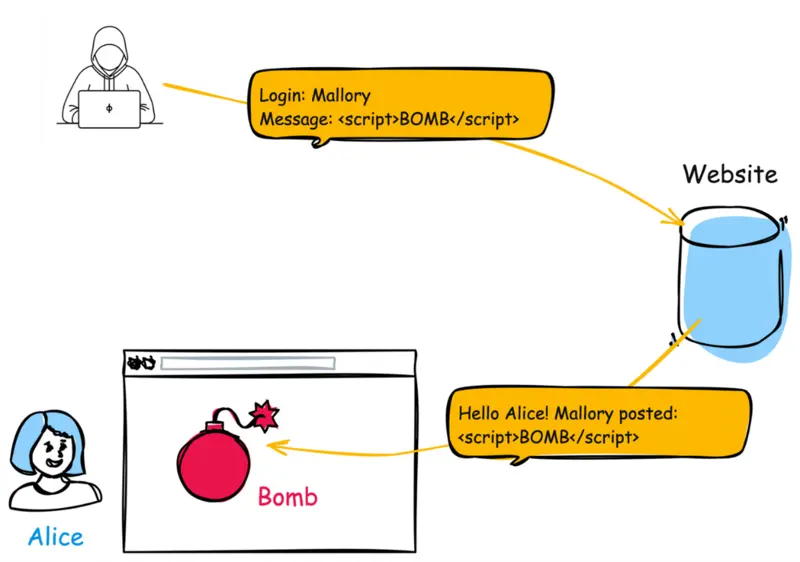 Login: Mallory
Message: <script>BOMB</script>
Website
Hello Alice! Mallory posted:
<script>BOMB</script>
Bomb
Alice